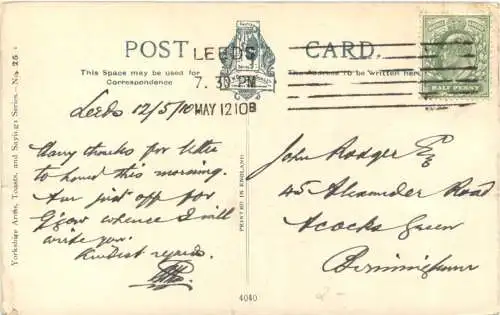 POST CARD.
This Space may be used for
Correspondence
The Address to be written here
LEEDS
7.30 PM
MAY 12 10B
HALF PENNY
Leeds 12/5/10
Many thanks for letter
to hand this morning.
Am just off for
G'gow whence I will
write you.
Kindest regards.
John Rodger Esq
45 Alexander Road
Acocks Green
Birmingham
Yorkshire Arms, Toasts, and Sayings Series—No. 25
PRINTED IN ENGLAND
4040